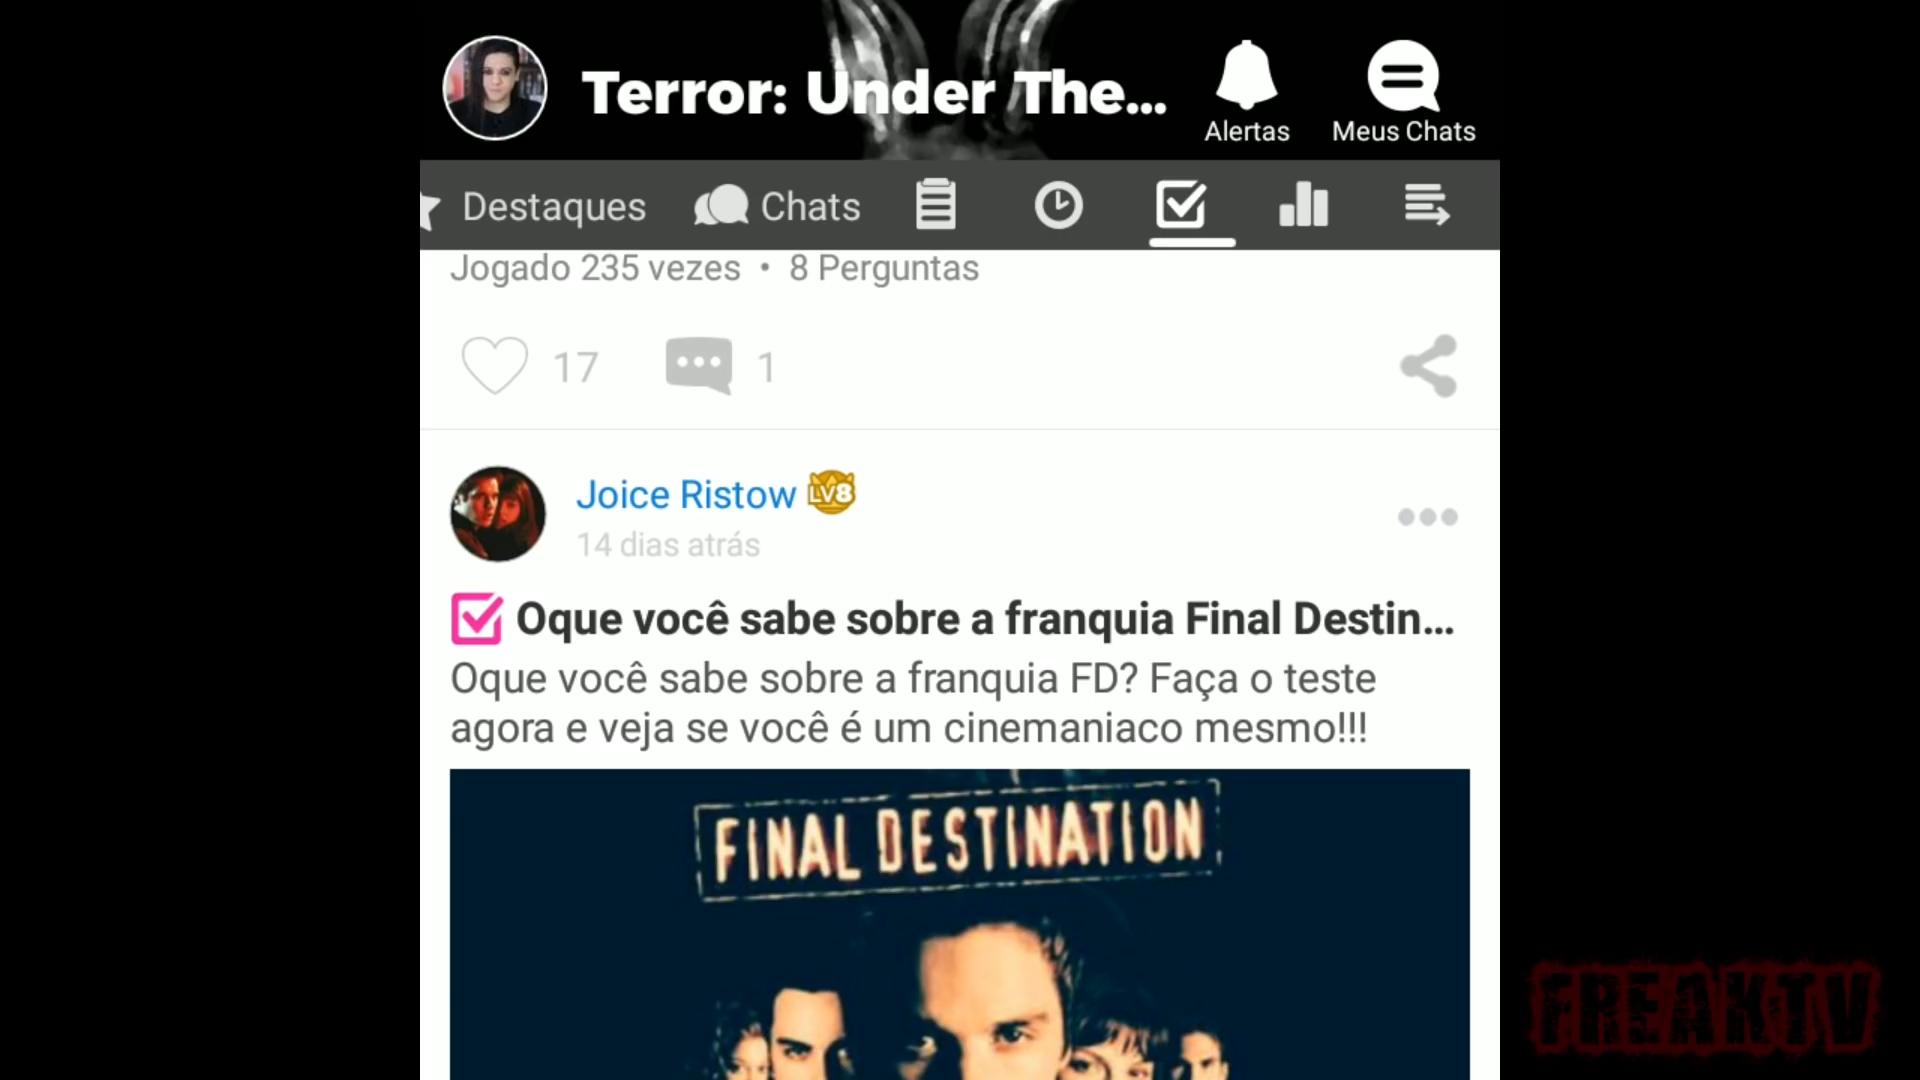 Terror: Under The...
Alertas
Meus Chats
Destaques
Chats
Jogado 235 vezes • 8 Perguntas
17
1
Joice Ristow LV8
14 dias atrás
Oque você sabe sobre a franquia Final Destin...
Oque você sabe sobre a franquia FD? Faça o teste
agora e veja se você é um cinemaniaco mesmo!!!
FINAL DESTINATION
FREAKTV